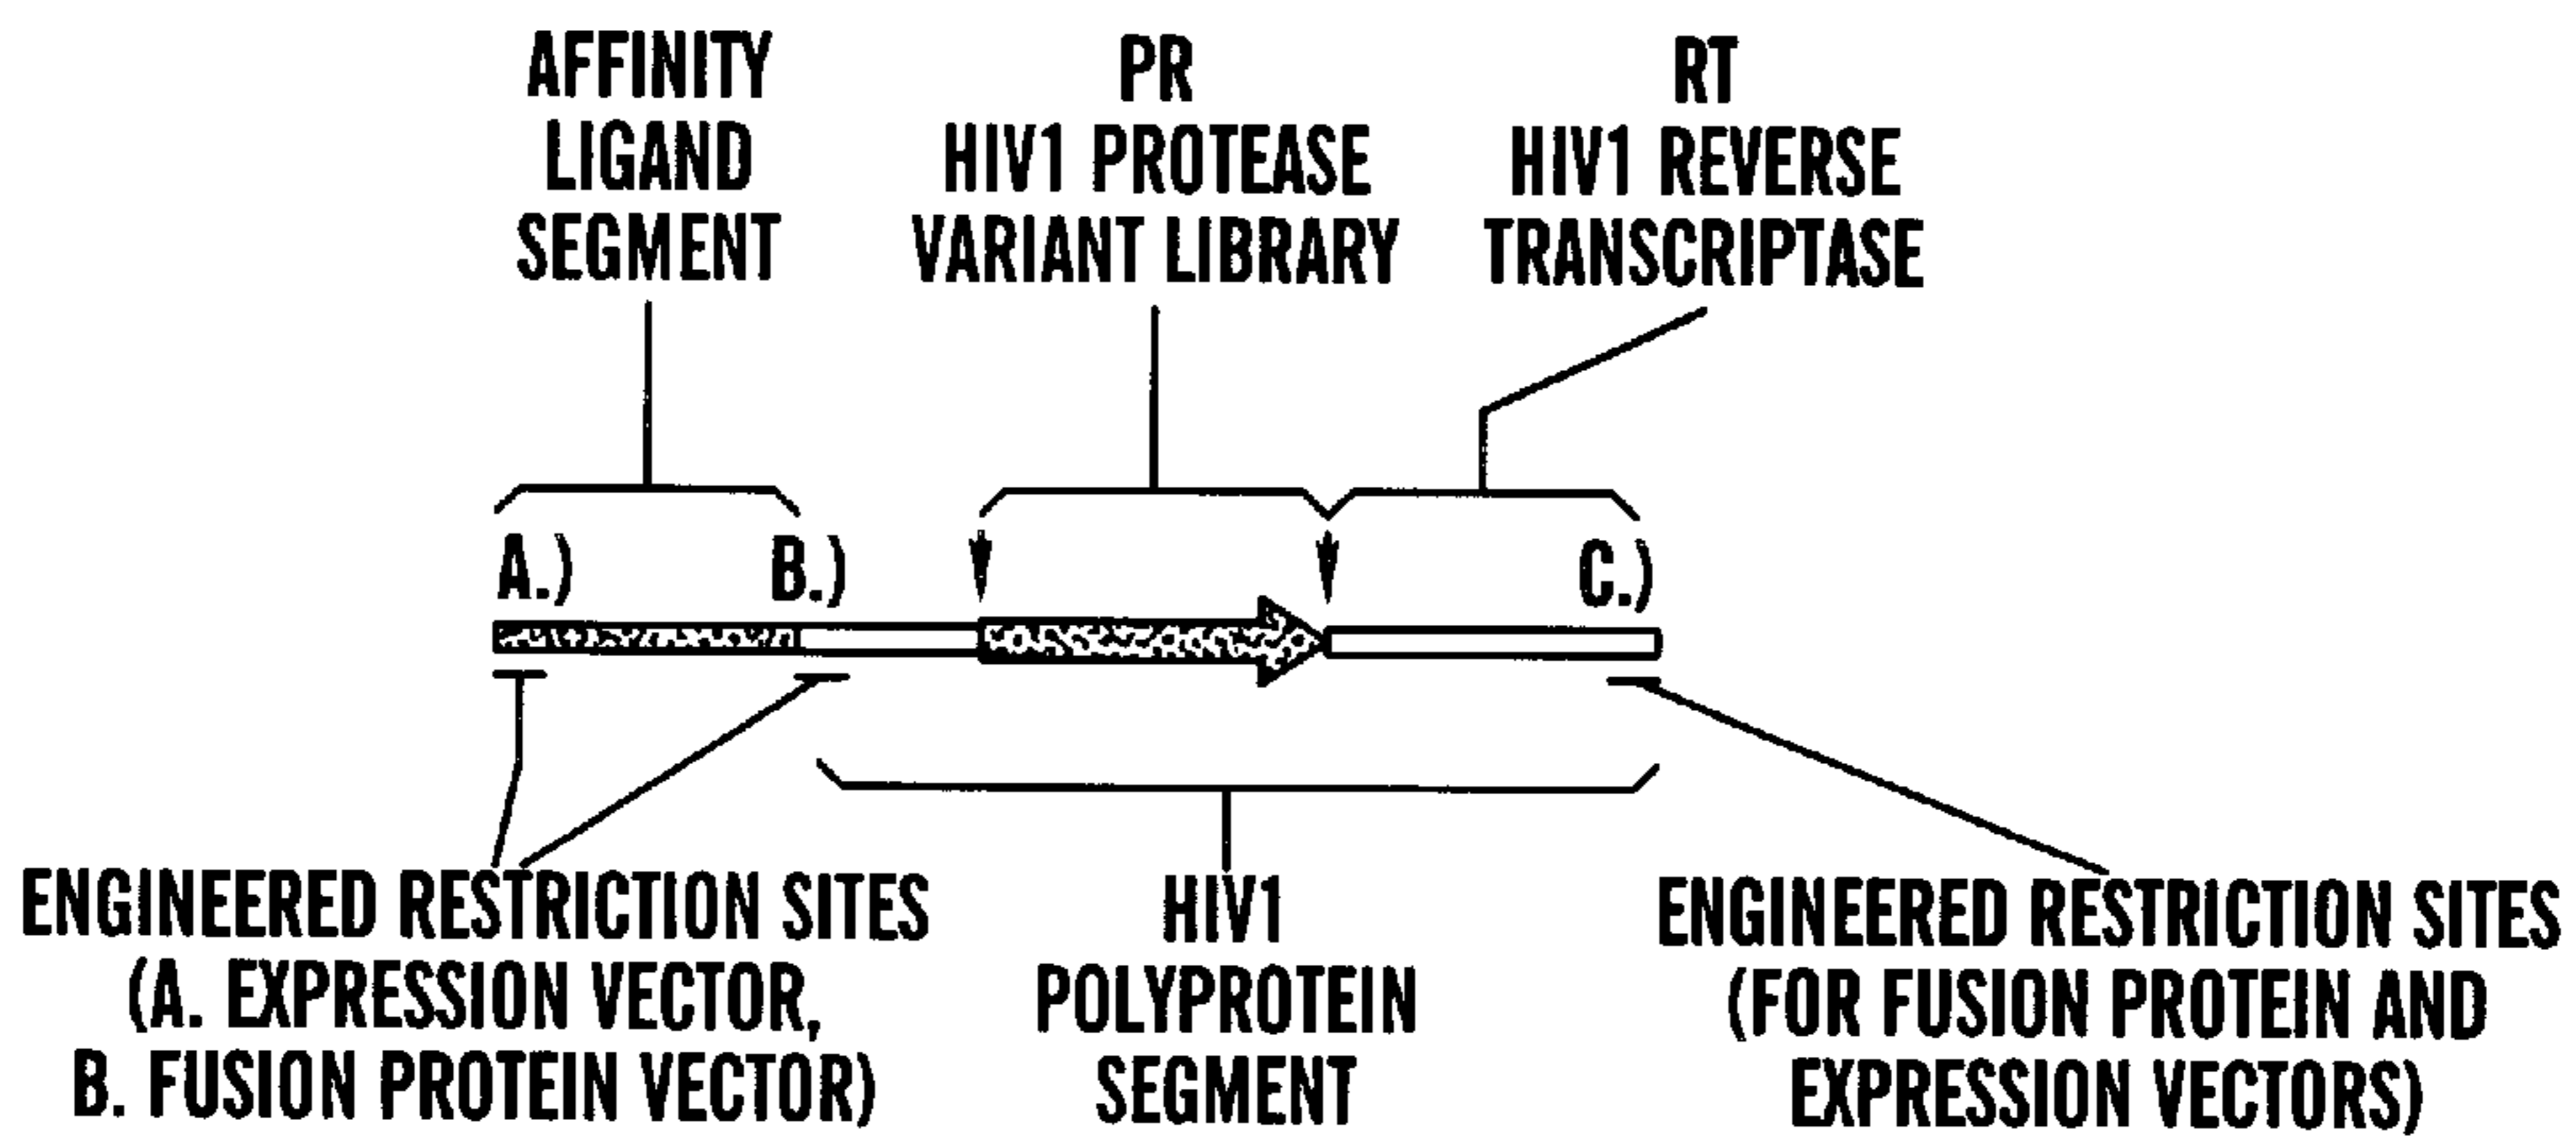 AFFINITY
LIGAND
SEGMENT
PR
HIV1 PROTEASE
VARIANT LIBRARY
RT
HIV1 REVERSE
TRANSCRIPTASE
A.)
B.)
C.)
ENGINEERED RESTRICTION SITES
(A. EXPRESSION VECTOR,
B. FUSION PROTEIN VECTOR)
HIV1
POLYPROTEIN
SEGMENT
ENGINEERED RESTRICTION SITES
(FOR FUSION PROTEIN AND
EXPRESSION VECTORS)